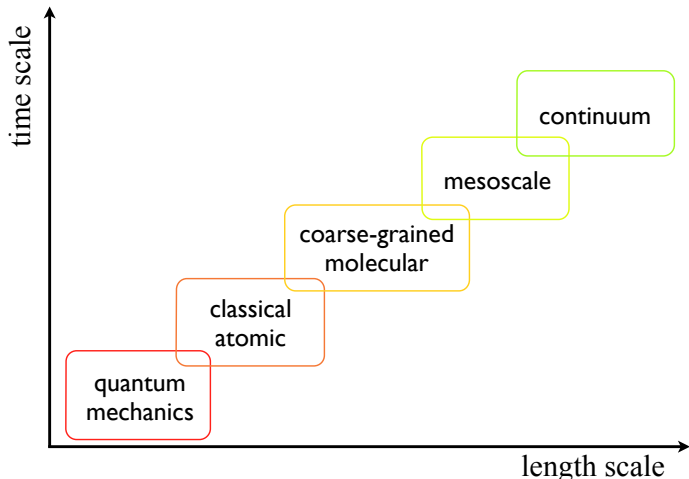 time scale
continuum
mesoscale
coarse-grained
molecular
classical
atomic
quantum
mechanics
length scale